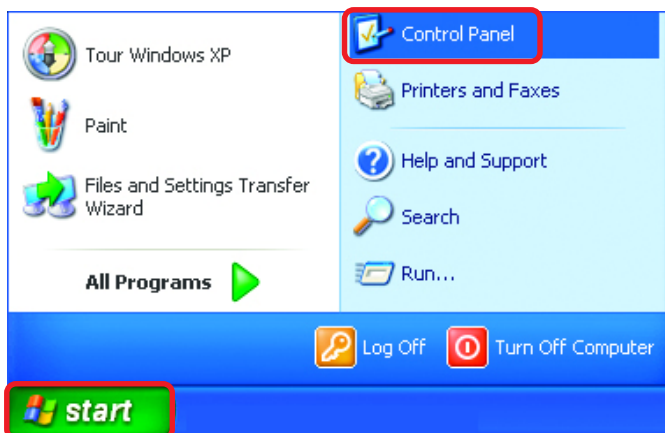 Tour Windows XP
Paint
Files and Settings Transfer
Wizard
All Programs
Control Panel
Printers and Faxes
Help and Support
Search
Run...
Log Off
Turn Off Computer
start